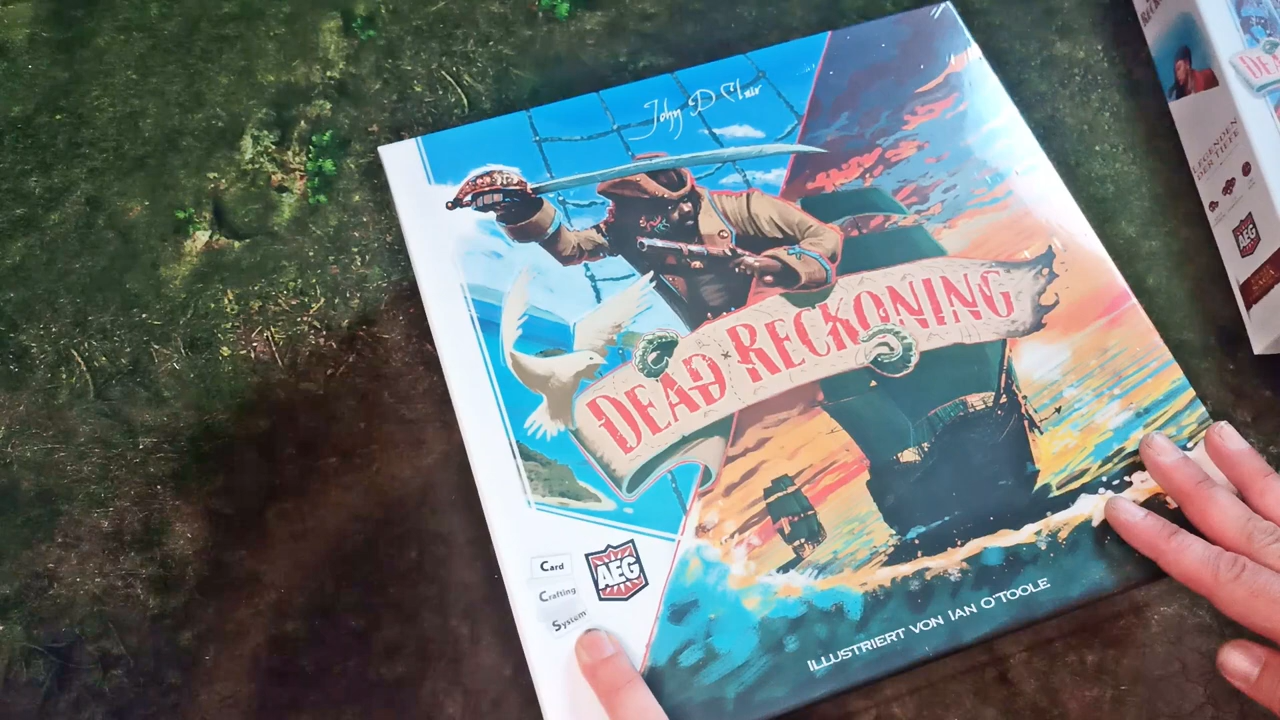 John D Clair
DEAD RECKONING
Card
Crafting
System
AEG
ILLUSTRIERT VON IAN O'TOOLE
LEGENDEN
DER TIEFE
AEG